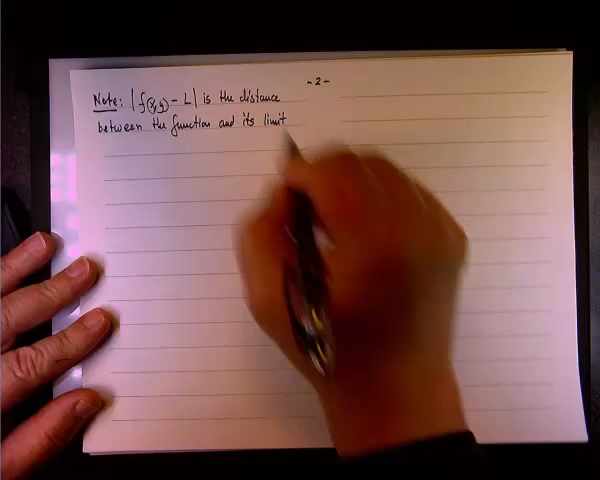 -2-
Note: |f(x,y) - L| is the distance
between the function and its limit